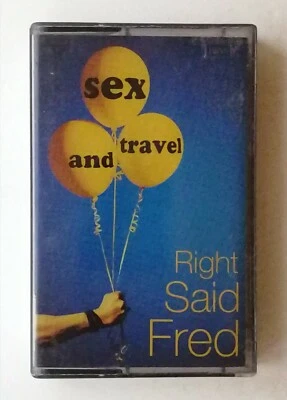 sex
and travel
Right
Said
Fred